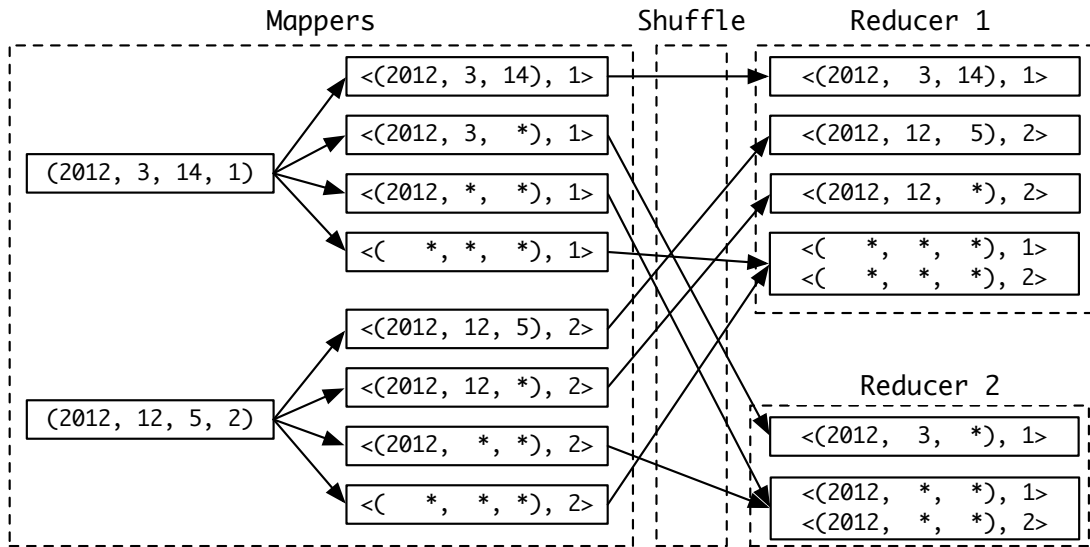 Mappers
Shuffle
Reducer 1
(2012, 3, 14, 1)
<(2012, 3, 14), 1>
<(2012, 3, *), 1>
<(2012, *, *), 1>
<( *, *, *), 1>
(2012, 12, 5, 2)
<(2012, 12, 5), 2>
<(2012, 12, *), 2>
<(2012, *, *), 2>
<( *, *, *), 2>
<(2012, 3, 14), 1>
<(2012, 12, 5), 2>
<(2012, 12, *), 2>
<( *, *, *), 1>
<( *, *, *), 2>
Reducer 2
<(2012, 3, *), 1>
<(2012, *, *), 1>
<(2012, *, *), 2>